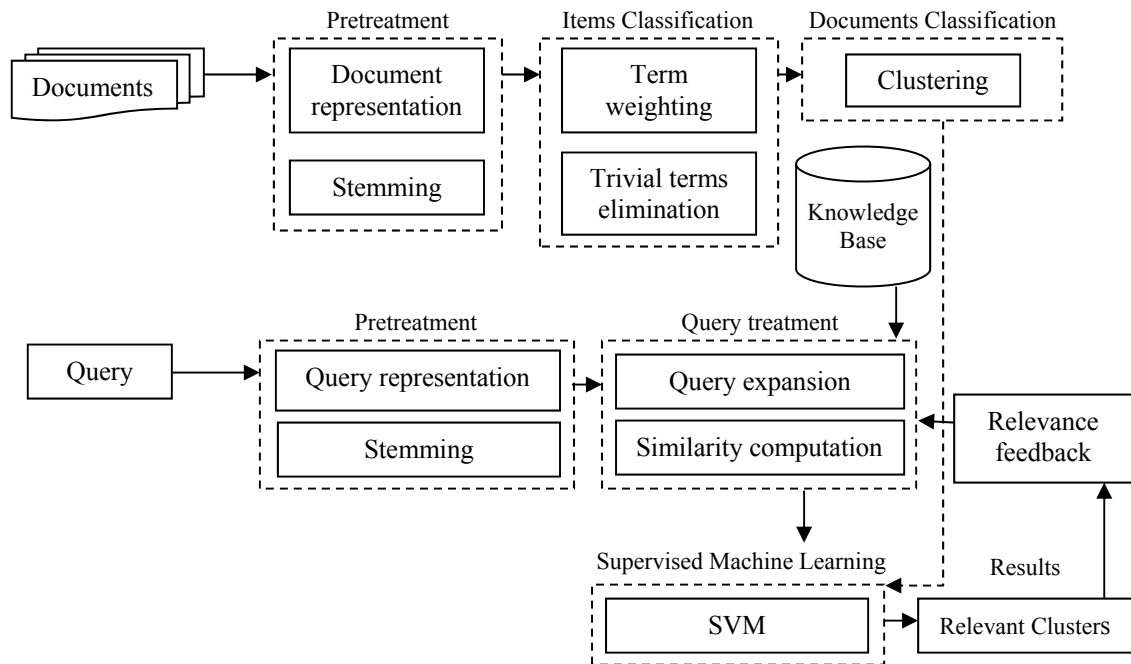 Pretreatment
Items Classification
Documents Classification
Documents
Document
representation
Stemming
Term
weighting
Trivial terms
elimination
Clustering
Knowledge
Base
Pretreatment
Query treatment
Query
Query representation
Stemming
Query expansion
Similarity computation
Relevance
feedback
Supervised Machine Learning
Results
SVM
Relevant Clusters